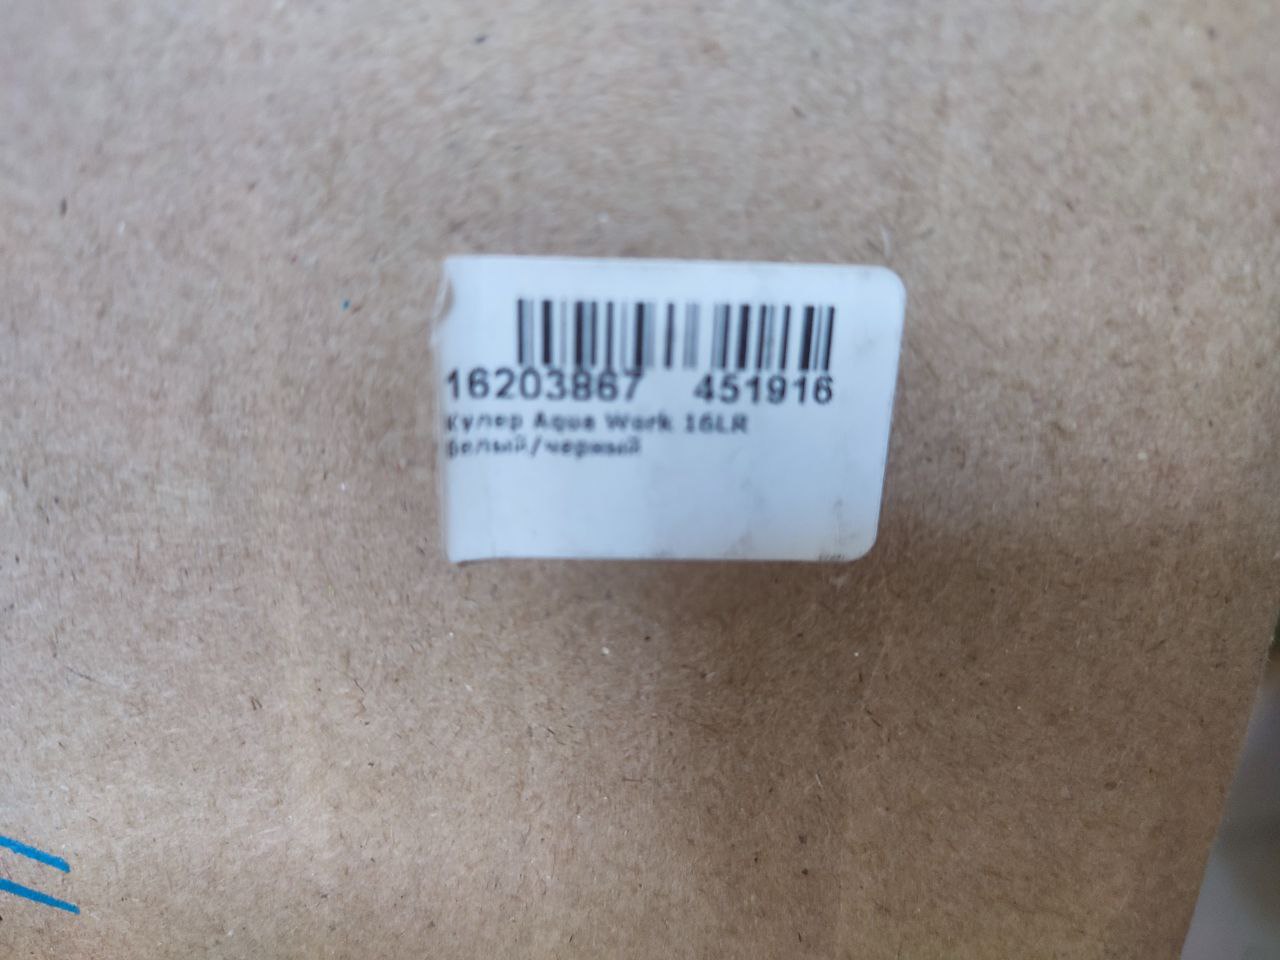 16203867 451916
Кулер Aqua Work 16LR
белый/черный